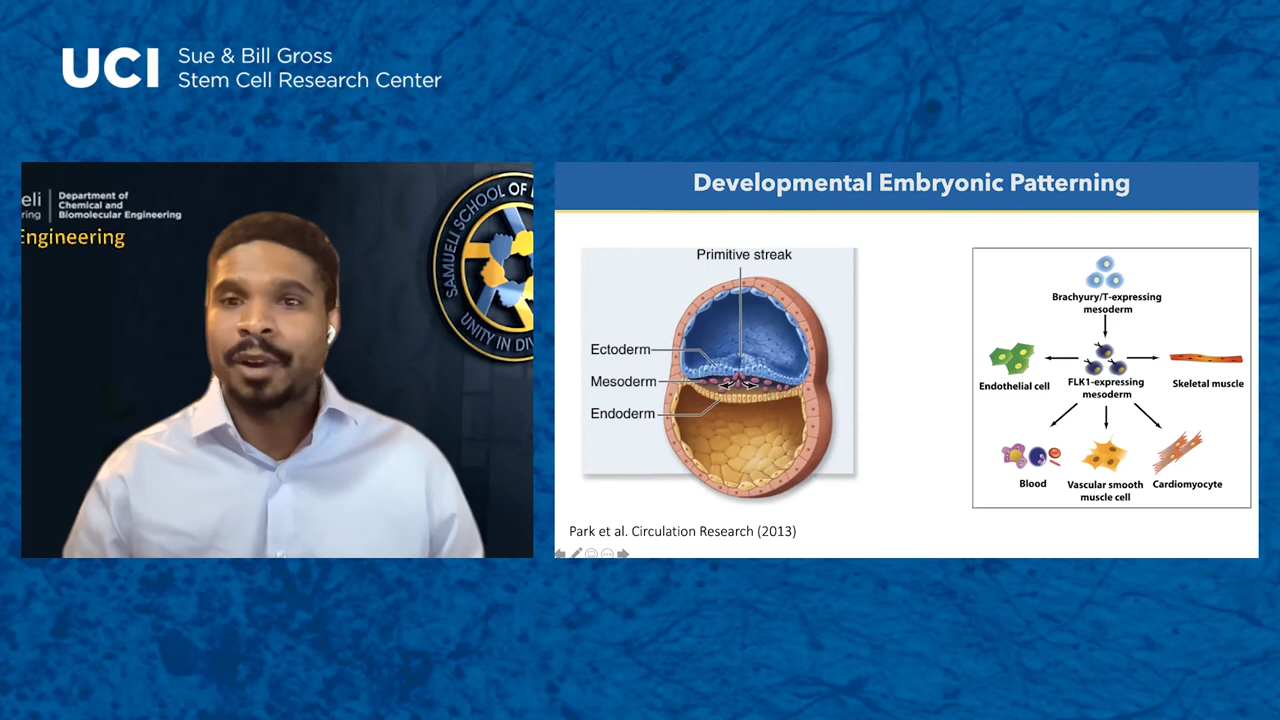 UCI
Sue & Bill Gross
Stem Cell Research Center
eli
ring
Department of
Chemical and
Biomolecular Engineering
Engineering
SAMUELI SCHOOL OF
UNITY IN
Developmental Embryonic Patterning
Primitive streak
Ectoderm
Mesoderm
Endoderm
Brachyury/T-expressing
mesoderm
Endothelial cell
FLK1-expressing
mesoderm
Skeletal muscle
Blood
Vascular smooth
muscle cell
Cardiomyocyte
Park et al. Circulation Research (2013)